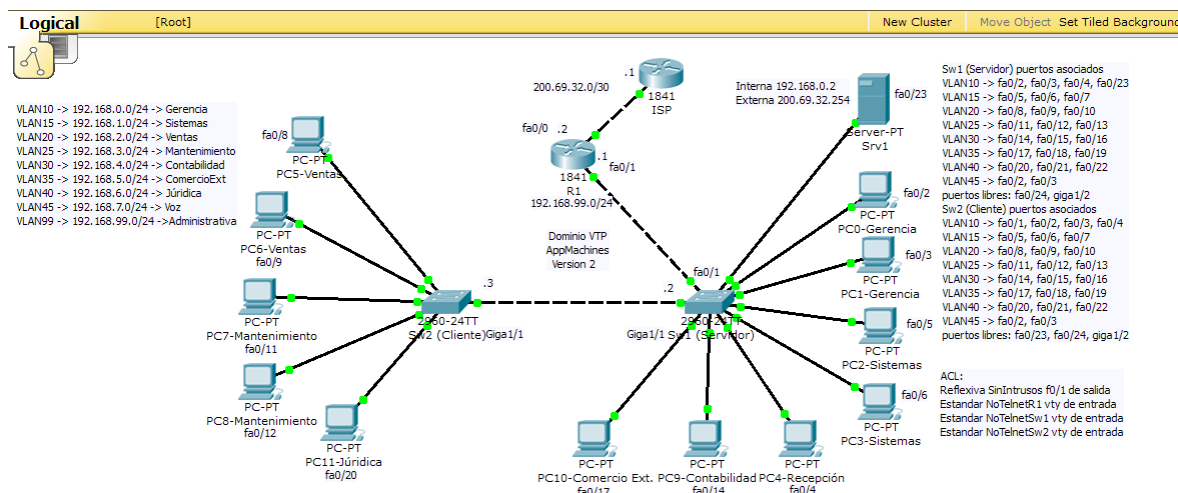 Logical
[Root]
New Cluster
Move Object
Set Tiled Background
VLAN10 -> 192.168.0.0/24 -> Gerencia
VLAN15 -> 192.168.1.0/24 -> Sistemas
VLAN20 -> 192.168.2.0/24 -> Ventas
VLAN25 -> 192.168.3.0/24 -> Mantenimiento
VLAN30 -> 192.168.4.0/24 -> Contabilidad
VLAN35 -> 192.168.5.0/24 -> ComercioExt
VLAN40 -> 192.168.6.0/24 -> Júridica
VLAN45 -> 192.168.7.0/24 -> Voz
VLAN99 -> 192.168.99.0/24 ->Administrativa
.1
200.69.32.0/30
1841
ISP
fa0/0
.2
.1
fa0/1
1841
R1
192.168.99.0/24
Dominio VTP
AppMachines
Version 2
Interna 192.168.0.2
Externa 200.69.32.254
fa0/23
Server-PT
Srv1
fa0/8
PC-PT
PC5-Ventas
PC-PT
PC6-Ventas
fa0/9
PC-PT
PC7-Mantenimiento
fa0/11
PC-PT
PC8-Mantenimiento
fa0/12
PC-PT
PC11-Júridica
fa0/20
.3
2960-24TT
Sw2 (Cliente)
Giga1/1
fa0/1
.2
Giga1/1
2960-24TT
Sw1 (Servidor)
fa0/2
PC-PT
PC0-Gerencia
fa0/3
PC-PT
PC1-Gerencia
fa0/5
PC-PT
PC2-Sistemas
fa0/6
PC-PT
PC3-Sistemas
PC-PT
PC10-Comercio Ext.
fa0/17
PC-PT
PC9-Contabilidad
fa0/14
PC-PT
PC4-Recepción
fa0/4
Sw1 (Servidor) puertos asociados
VLAN10 -> fa0/2, fa0/3, fa0/4, fa0/23
VLAN15 -> fa0/5, fa0/6, fa0/7
VLAN20 -> fa0/8, fa0/9, fa0/10
VLAN25 -> fa0/11, fa0/12, fa0/13
VLAN30 -> fa0/14, fa0/15, fa0/16
VLAN35 -> fa0/17, fa0/18, fa0/19
VLAN40 -> fa0/20, fa0/21, fa0/22
VLAN45 -> fa0/2, fa0/3
puertos libres: fa0/24, giga1/2
Sw2 (Cliente) puertos asociados
VLAN10 -> fa0/1, fa0/2, fa0/3, fa0/4
VLAN15 -> fa0/5, fa0/6, fa0/7
VLAN20 -> fa0/8, fa0/9, fa0/10
VLAN25 -> fa0/11, fa0/12, fa0/13
VLAN30 -> fa0/14, fa0/15, fa0/16
VLAN35 -> fa0/17, fa0/18, fa0/19
VLAN40 -> fa0/20, fa0/21, fa0/22
VLAN45 -> fa0/2, fa0/3
puertos libres: fa0/23, fa0/24, giga1/2
ACL:
Reflexiva SinIntrusos f0/1 de salida
Estandar NoTelnetR1 vty de entrada
Estandar NoTelnetSw1 vty de entrada
Estandar NoTelnetSw2 vty de entrada